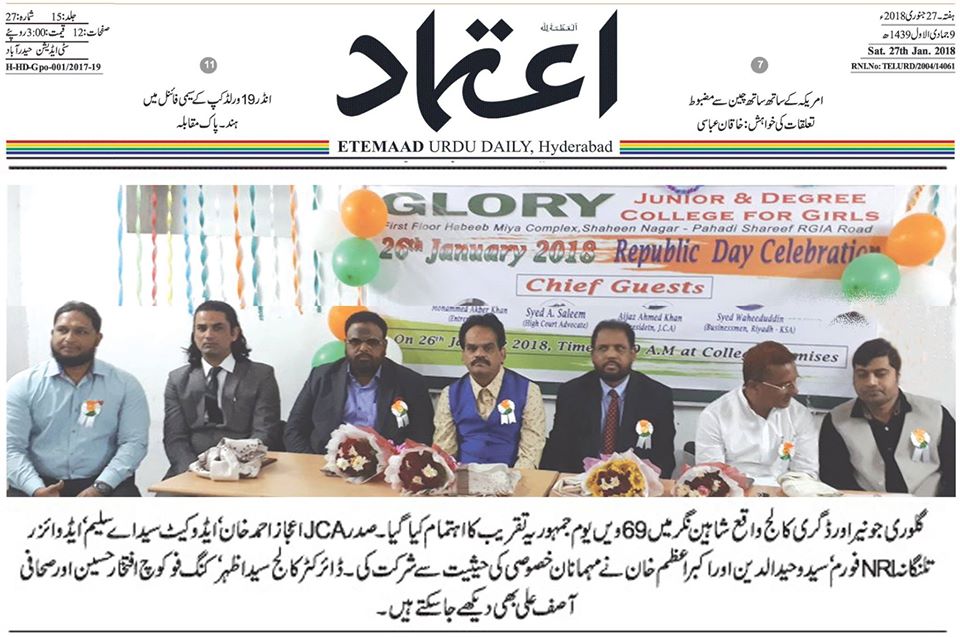 جلد: 15 شمارہ: 27
صفحات: 12 قیمت: 3:00 روپئے
سٹی ایڈیشن حیدرآباد
H-HD-Gpo-001/2017-19
11
انڈر 19 ورلڈ کپ کے سیمی فائنل میں
ہند۔ پاک مقابلہ
العظمۃ للہ
اعتماد
ہفتہ۔ 27 جنوری 2018ء
9 جمادی الاول 1439ھ
Sat. 27th Jan. 2018
RNI.No: TELURD/2004/14061
7
امریکہ کے ساتھ ساتھ چین سے مضبوط
تعلقات کی خواہش: خاقان عباسی
ETEMAAD URDU DAILY, Hyderabad
GLORY JUNIOR & DEGREE
COLLEGE FOR GIRLS
First Floor Habeeb Miya Complex, Shaheen Nagar - Pahadi Shareef RGIA Road
26th January 2018 Republic Day Celebration
Chief Guests
Mohammed Akber Khan Syed A. Saleem Aijaz Ahmed Khan Syed Waheeduddin
(High Court Advocate) (Presidetn, J.C.A) (Businessmen, Riyadh - KSA)
On 26th 2018, A.M at
گلوری جونیر اور ڈگری کالج واقع شاہین نگر میں 69 ویں یوم جمہوریہ تقریب کا اہتمام کیا گیا۔ صدر JCA اعجاز احمد خان' ایڈوکیٹ سید اے سلیم' ایڈوائزر
تلنگانہ NRI فورم' سید وحید الدین اور اکبر اعظم خان نے مہمانان خصوصی کی حیثیت سے شرکت کی۔ ڈائرکٹر کالج سید اظہر' کنگ فو کوچ افتخار حسین اور صحافی
آصف علی بھی دیکھے جاسکتے ہیں۔